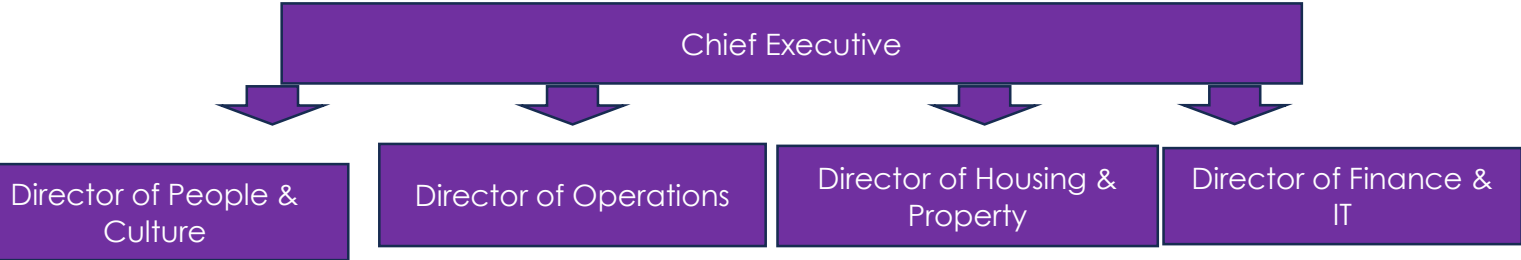 Chief Executive
Director of People &
Culture
Director of Operations
Director of Housing &
Property
Director of Finance &
IT